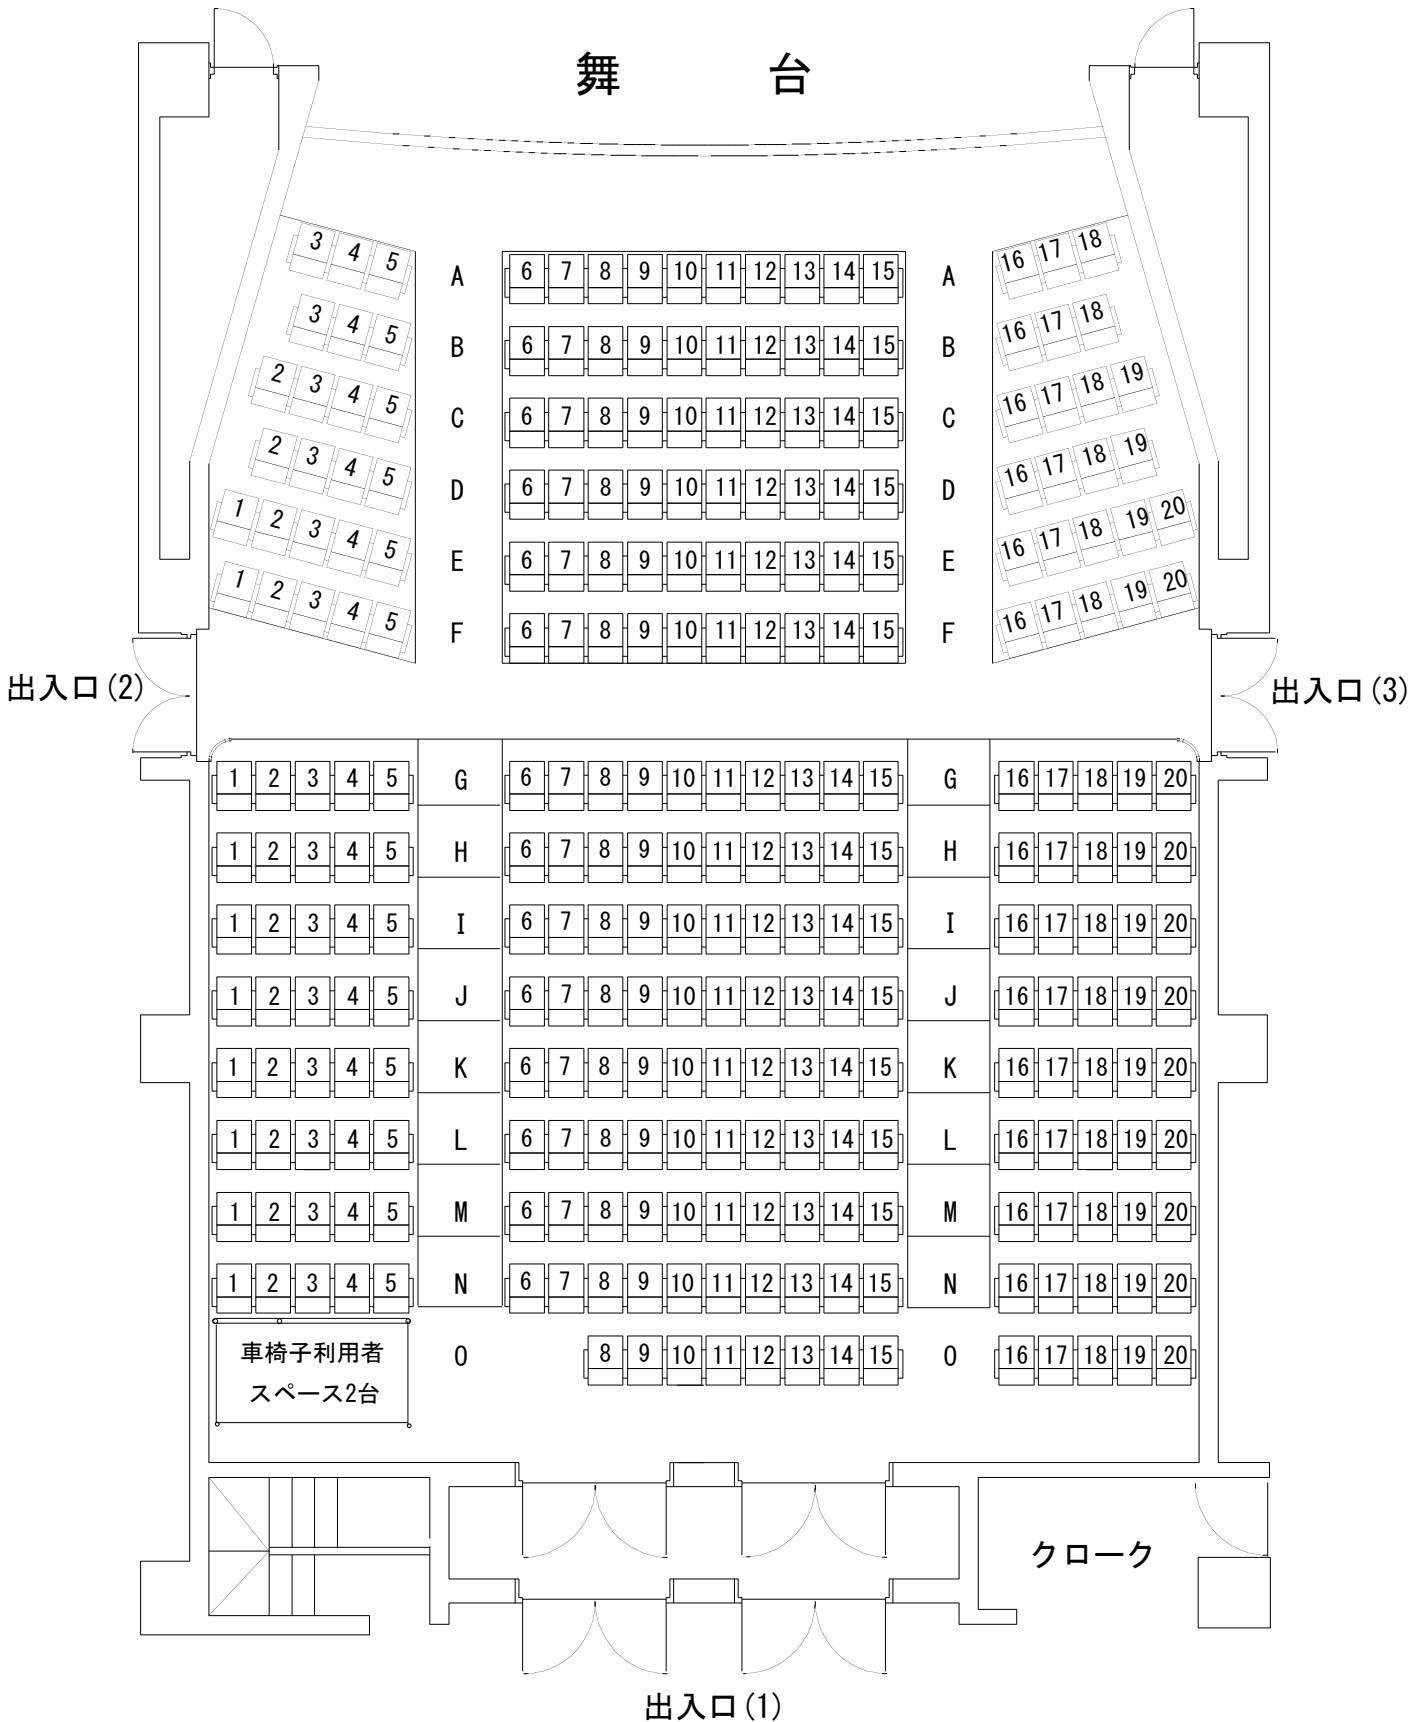 舞 台
3 4 5 A 6 7 8 9 10 11 12 13 14 15 A 16 17 18
3 4 5 B 6 7 8 9 10 11 12 13 14 15 B 16 17 18
2 3 4 5 C 6 7 8 9 10 11 12 13 14 15 C 16 17 18 19
2 3 4 5 D 6 7 8 9 10 11 12 13 14 15 D 16 17 18 19
1 2 3 4 5 E 6 7 8 9 10 11 12 13 14 15 E 16 17 18 19 20
1 2 3 4 5 F 6 7 8 9 10 11 12 13 14 15 F 16 17 18 19 20
出入口(2) 出入口(3)
1 2 3 4 5 G 6 7 8 9 10 11 12 13 14 15 G 16 17 18 19 20
1 2 3 4 5 H 6 7 8 9 10 11 12 13 14 15 H 16 17 18 19 20
1 2 3 4 5 I 6 7 8 9 10 11 12 13 14 15 I 16 17 18 19 20
1 2 3 4 5 J 6 7 8 9 10 11 12 13 14 15 J 16 17 18 19 20
1 2 3 4 5 K 6 7 8 9 10 11 12 13 14 15 K 16 17 18 19 20
1 2 3 4 5 L 6 7 8 9 10 11 12 13 14 15 L 16 17 18 19 20
1 2 3 4 5 M 6 7 8 9 10 11 12 13 14 15 M 16 17 18 19 20
1 2 3 4 5 N 6 7 8 9 10 11 12 13 14 15 N 16 17 18 19 20
車椅子利用者
スペース2台
O 8 9 10 11 12 13 14 15 O 16 17 18 19 20
クローク
出入口(1)